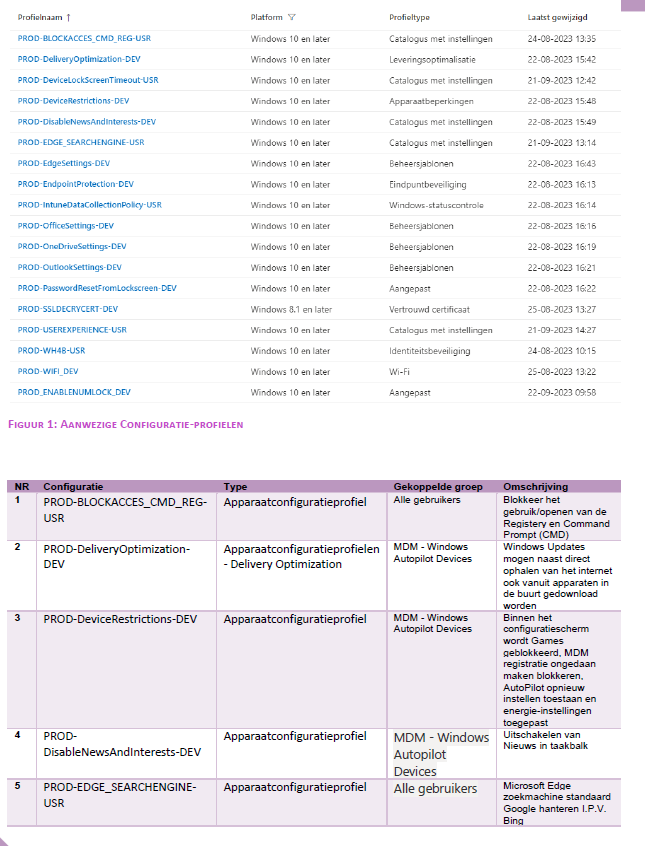 Profielnaam ↑ Platform Profieltype Laatst gewijzigd
PROD-BLOCKACCES_CMD_REG-USR Windows 10 en later Catalogus met instellingen 24-08-2023 13:35
PROD-DeliveryOptimization-DEV Windows 10 en later Leveringsoptimalisatie 22-08-2023 15:42
PROD-DeviceLockScreenTimeout-USR Windows 10 en later Catalogus met instellingen 21-09-2023 12:42
PROD-DeviceRestrictions-DEV Windows 10 en later Apparaatbeperkingen 22-08-2023 15:48
PROD-DisableNewsAndInterests-DEV Windows 10 en later Catalogus met instellingen 22-08-2023 15:49
PROD-EDGE_SEARCHENGINE-USR Windows 10 en later Catalogus met instellingen 21-09-2023 13:14
PROD-EdgeSettings-DEV Windows 10 en later Beheersjablonen 22-08-2023 16:43
PROD-EndpointProtection-DEV Windows 10 en later Eindpuntbeveiliging 22-08-2023 16:13
PROD-IntuneDataCollectionPolicy-USR Windows 10 en later Windows-statuscontrole 22-08-2023 16:14
PROD-OfficeSettings-DEV Windows 10 en later Beheersjablonen 22-08-2023 16:16
PROD-OneDriveSettings-DEV Windows 10 en later Beheersjablonen 22-08-2023 16:19
PROD-OutlookSettings-DEV Windows 10 en later Beheersjablonen 22-08-2023 16:21
PROD-PasswordResetFromLockscreen-DEV Windows 10 en later Aangepast 22-08-2023 16:22
PROD-SSLDECRYCERT-DEV Windows 8.1 en later Vertrouwd certificaat 25-08-2023 13:27
PROD-USEREXPERIENCE-USR Windows 10 en later Catalogus met instellingen 21-09-2023 14:27
PROD-WH4B-USR Windows 10 en later Identiteitsbeveiliging 24-08-2023 10:15
PROD-WIFI_DEV Windows 10 en later Wi-Fi 25-08-2023 13:22
PROD_ENABLENUMLOCK_DEV Windows 10 en later Aangepast 22-09-2023 09:58
Figuur 1: Aanwezige Configuratie-profielen
NR Configuratie Type Gekoppelde groep Omschrijving
1 PROD-BLOCKACCES_CMD_REG-
USR
Apparaatconfiguratieprofiel
Alle gebruikers
Blokkeer het
gebruik/openen van de
Registery en Command
Prompt (CMD)
2 PROD-DeliveryOptimization-
DEV
Apparaatconfiguratieprofielen
- Delivery Optimization
MDM - Windows
Autopilot Devices
Windows Updates
mogen naast direct
ophalen van het internet
ook vanuit apparaten in
de buurt gedownload
worden
3 PROD-DeviceRestrictions-DEV
Apparaatconfiguratieprofiel
MDM - Windows
Autopilot Devices
Binnen het
configuratiescherm
wordt Games
geblokkeerd, MDM
registratie ongedaan
maken blokkeren,
AutoPilot opnieuw
instellen toestaan en
energie-instellingen
toegepast
4 PROD-
DisableNewsAndInterests-DEV
Apparaatconfiguratieprofiel
MDM - Windows
Autopilot
Devices
Uitschakelen van
Nieuws in taakbalk
5 PROD-EDGE_SEARCHENGINE-
USR
Apparaatconfiguratieprofiel
Alle gebruikers
Microsoft Edge
zoekmachine standaard
Google hanteren I.P.V.
Bing